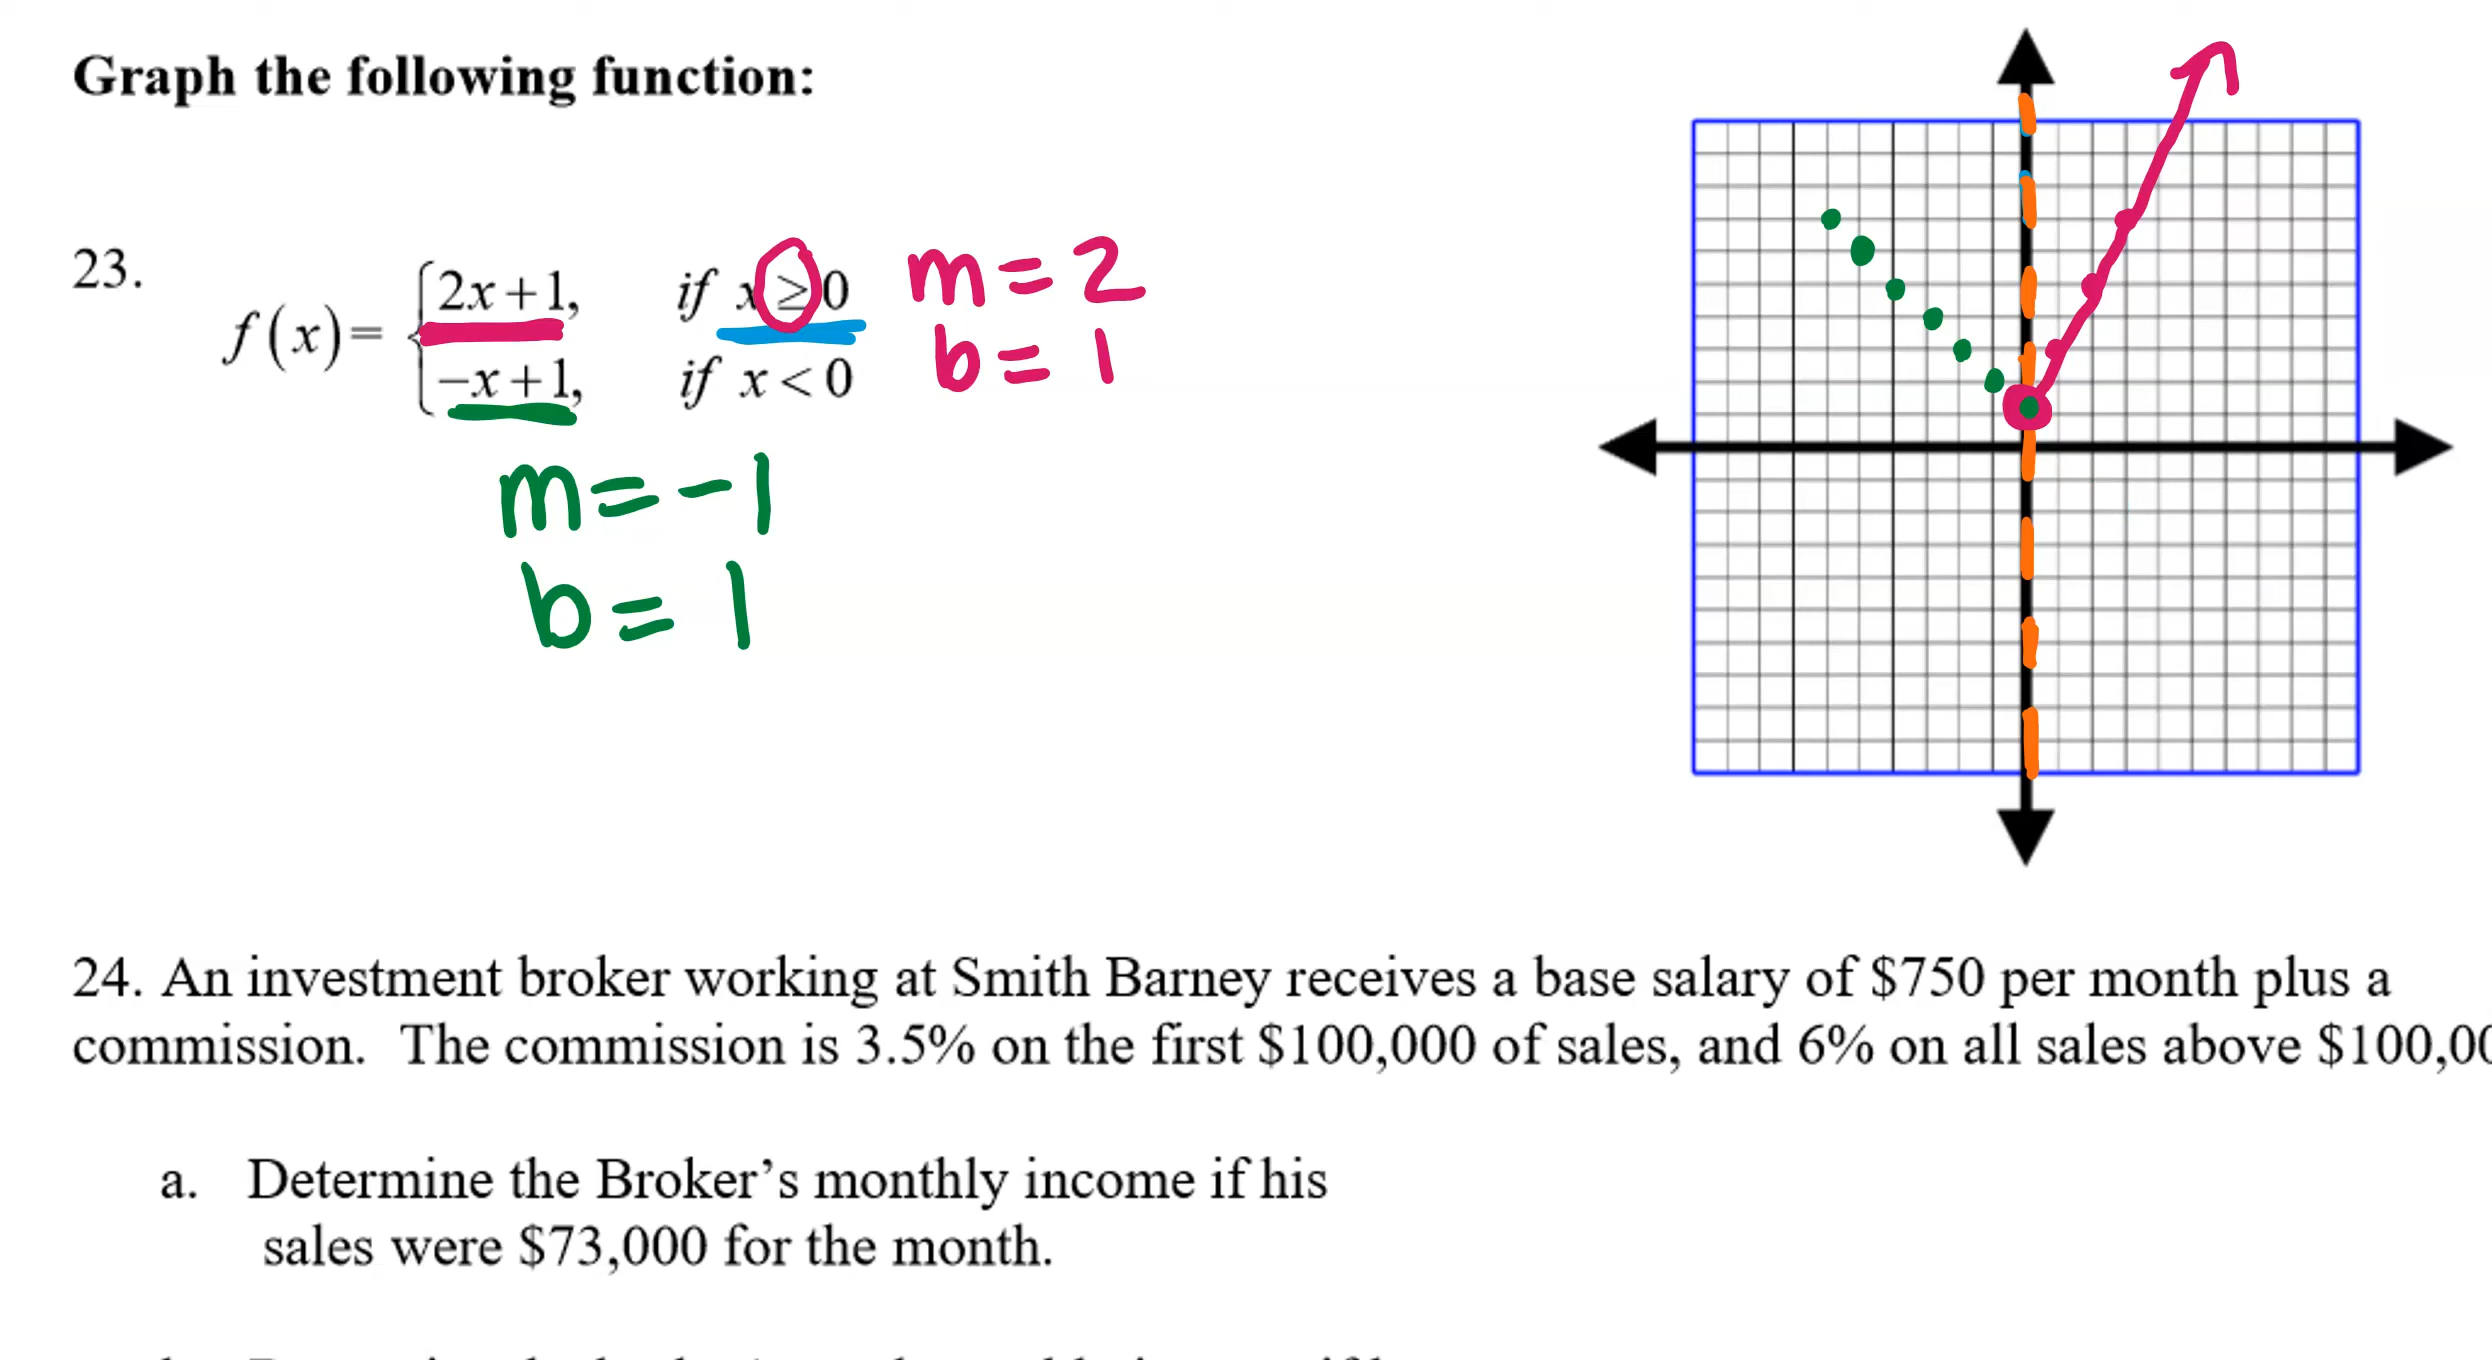 Graph the following function:
23.
f(x)= {2x+1, if x ≥ 0
-x+1, if x < 0
m = 2
b = 1
m = -1
b = 1
24. An investment broker working at Smith Barney receives a base salary of $750 per month plus a
commission. The commission is 3.5% on the first $100,000 of sales, and 6% on all sales above $100,00
a. Determine the Broker’s monthly income if his
sales were $73,000 for the month.